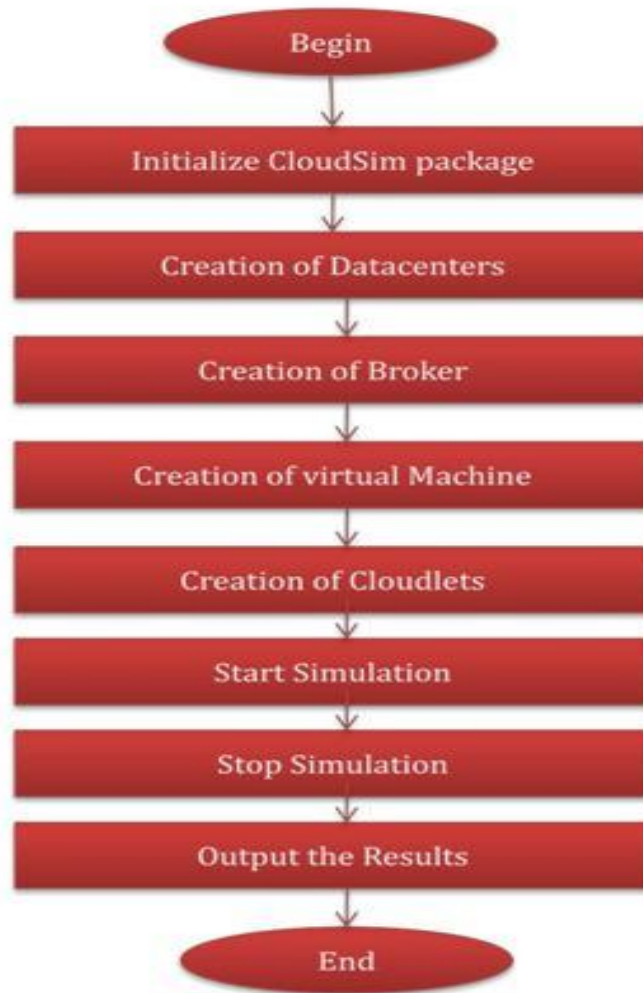 Begin
Initialize CloudSim package
Creation of Datacenters
Creation of Broker
Creation of virtual Machine
Creation of Cloudlets
Start Simulation
Stop Simulation
Output the Results
End